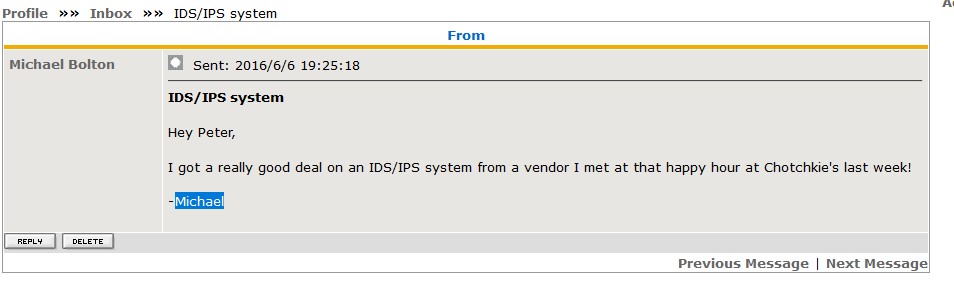 Profile »» Inbox »» IDS/IPS system
From
Michael Bolton
Sent: 2016/6/6 19:25:18
IDS/IPS system
Hey Peter,
I got a really good deal on an IDS/IPS system from a vendor I met at that happy hour at Chotchkie's last week!
-Michael
REPLY DELETE
Previous Message | Next Message